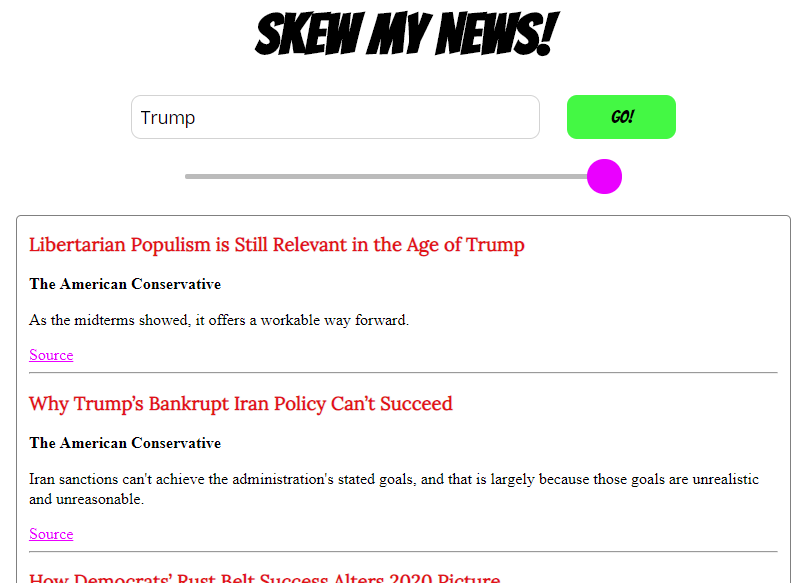 SKEW MY NEWS!
Trump
GO!
Libertarian Populism is Still Relevant in the Age of Trump
The American Conservative
As the midterms showed, it offers a workable way forward.
Source
Why Trump’s Bankrupt Iran Policy Can’t Succeed
The American Conservative
Iran sanctions can't achieve the administration's stated goals, and that is largely because those goals are unrealistic
and unreasonable.
Source
How Democrats’ Rust Belt Success Alters 2020 Picture